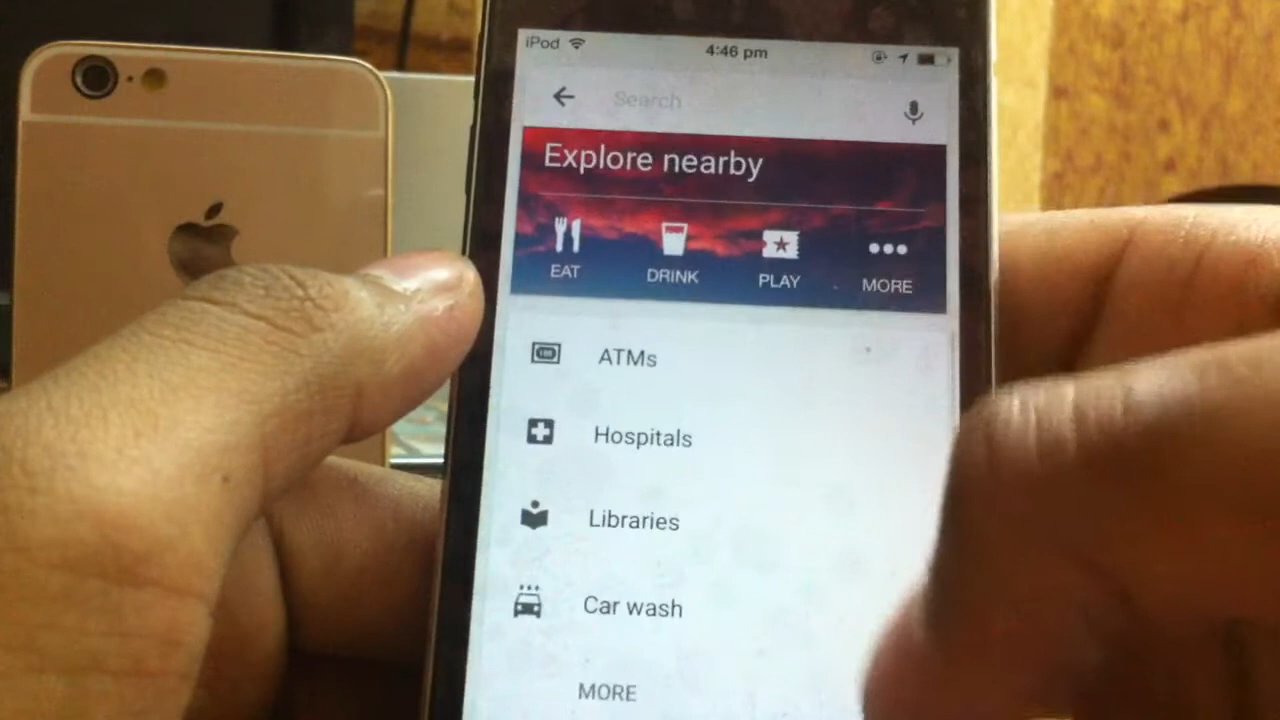 iPod 4:46 pm
Search
Explore nearby
EAT DRINK PLAY MORE
ATMs
Hospitals
Libraries
Car wash
MORE